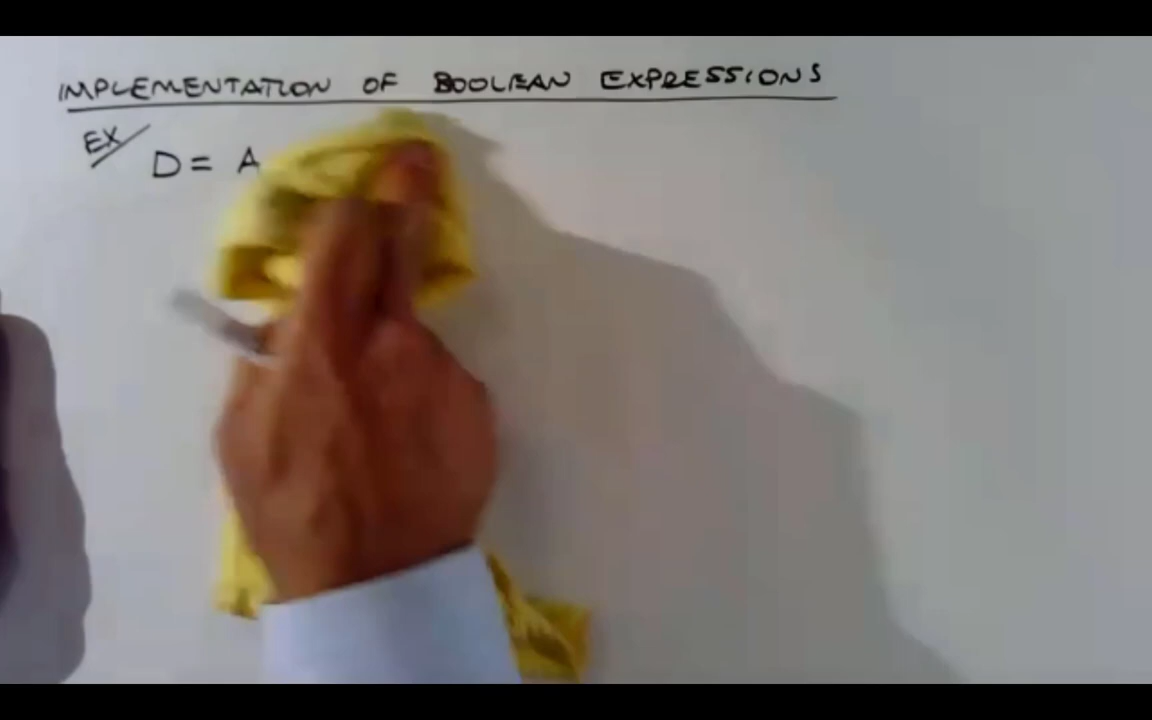 IMPLEMENTATION OF BOOLEAN EXPRESSIONS
EX
D = A